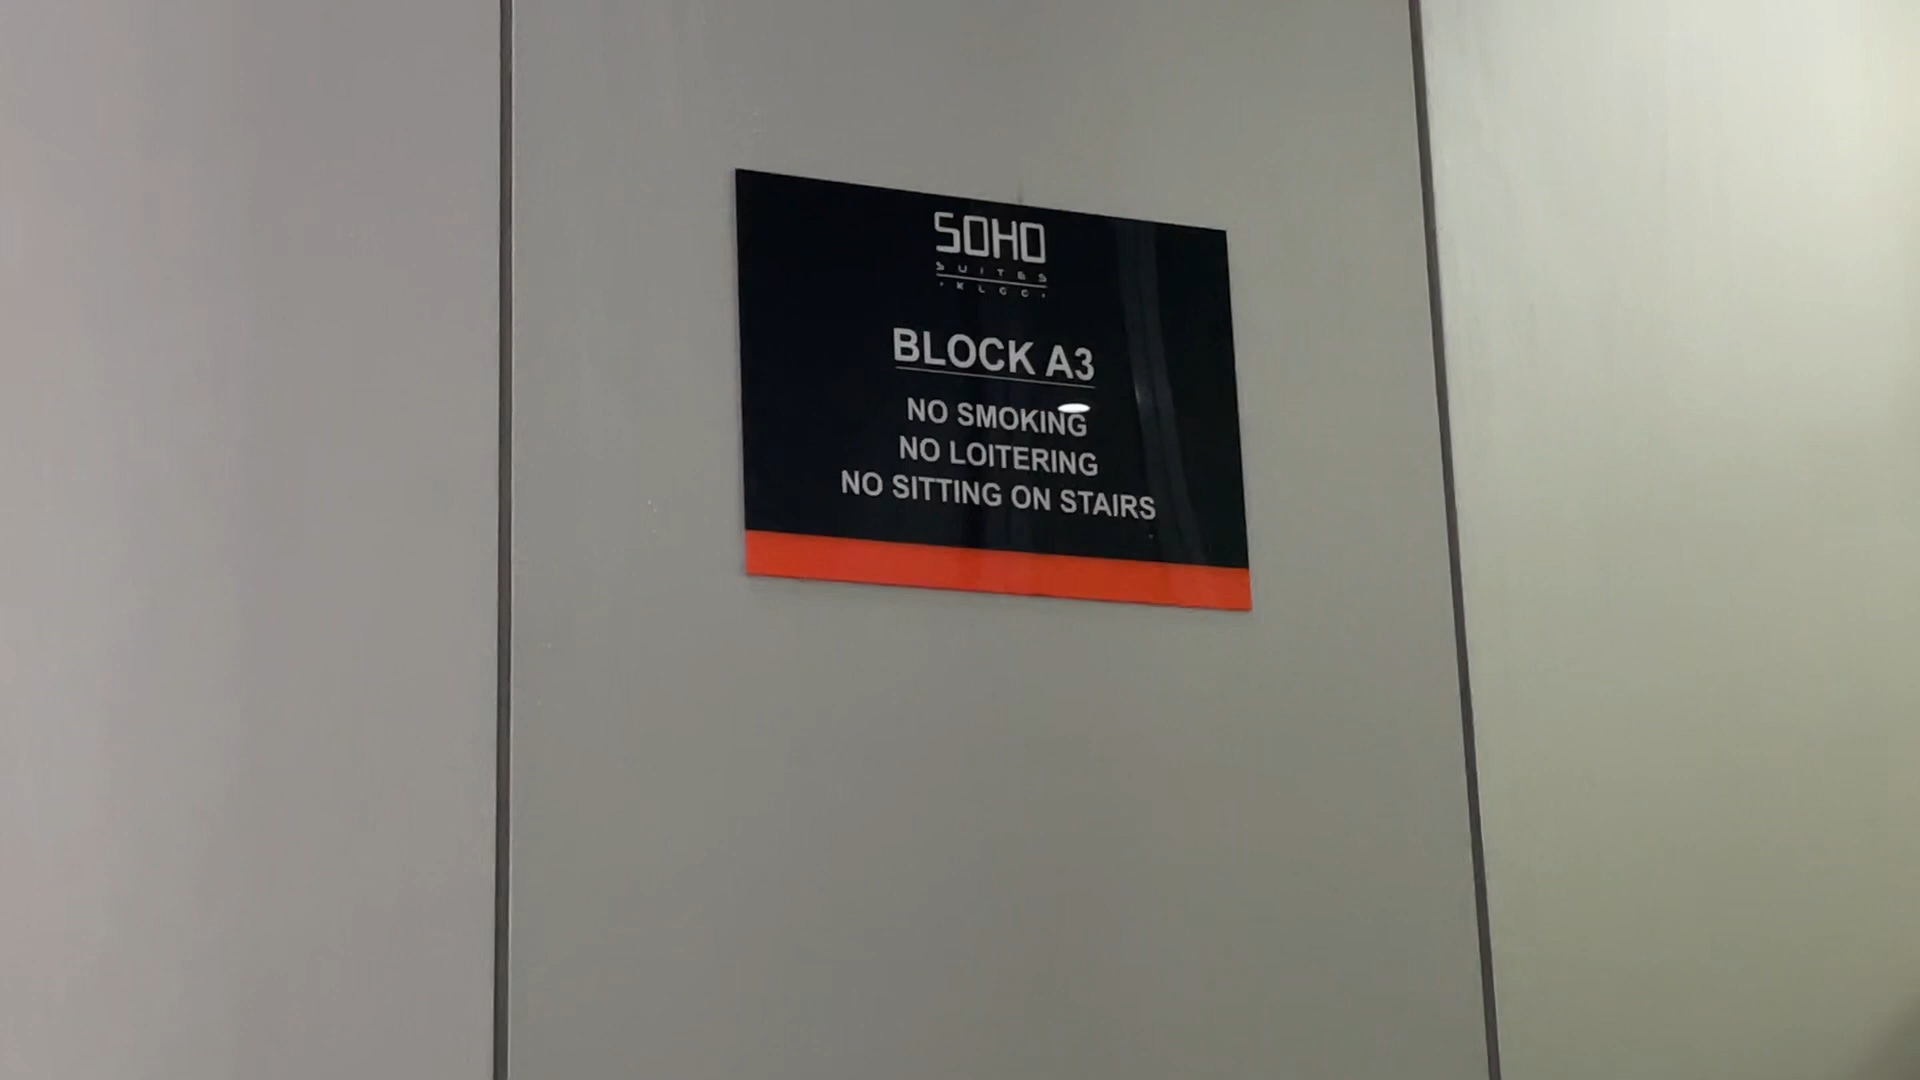 SOHO
SUITES
KLCC
BLOCK A3
NO SMOKING
NO LOITERING
NO SITTING ON STAIRS